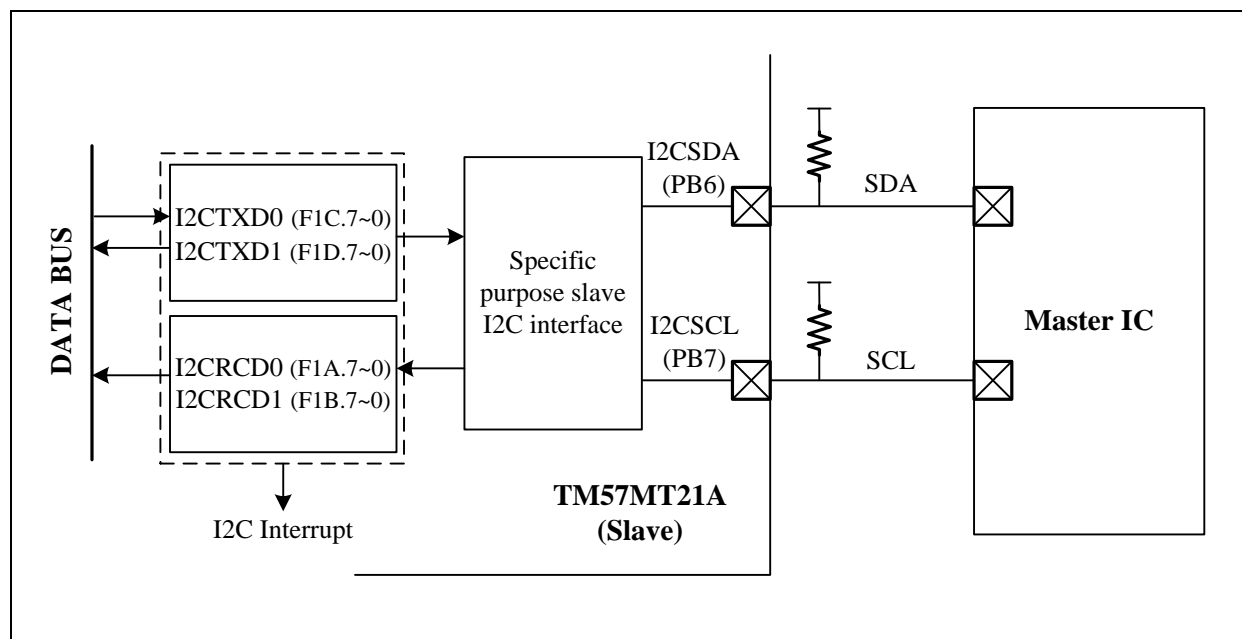 DATA BUS
I2CTXD0 (F1C.7~0)
I2CTXD1 (F1D.7~0)
I2CRCD0 (F1A.7~0)
I2CRCD1 (F1B.7~0)
I2C Interrupt
Specific
purpose slave
I2C interface
I2CSDA
(PB6)
I2CSCL
(PB7)
TM57MT21A
(Slave)
SDA
SCL
Master IC